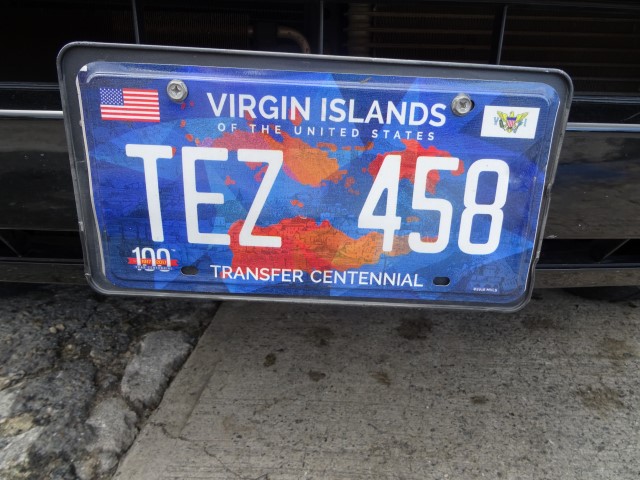 VIRGIN ISLANDS
OF THE UNITED STATES
TEZ 458
100
TRANSFER CENTENNIAL